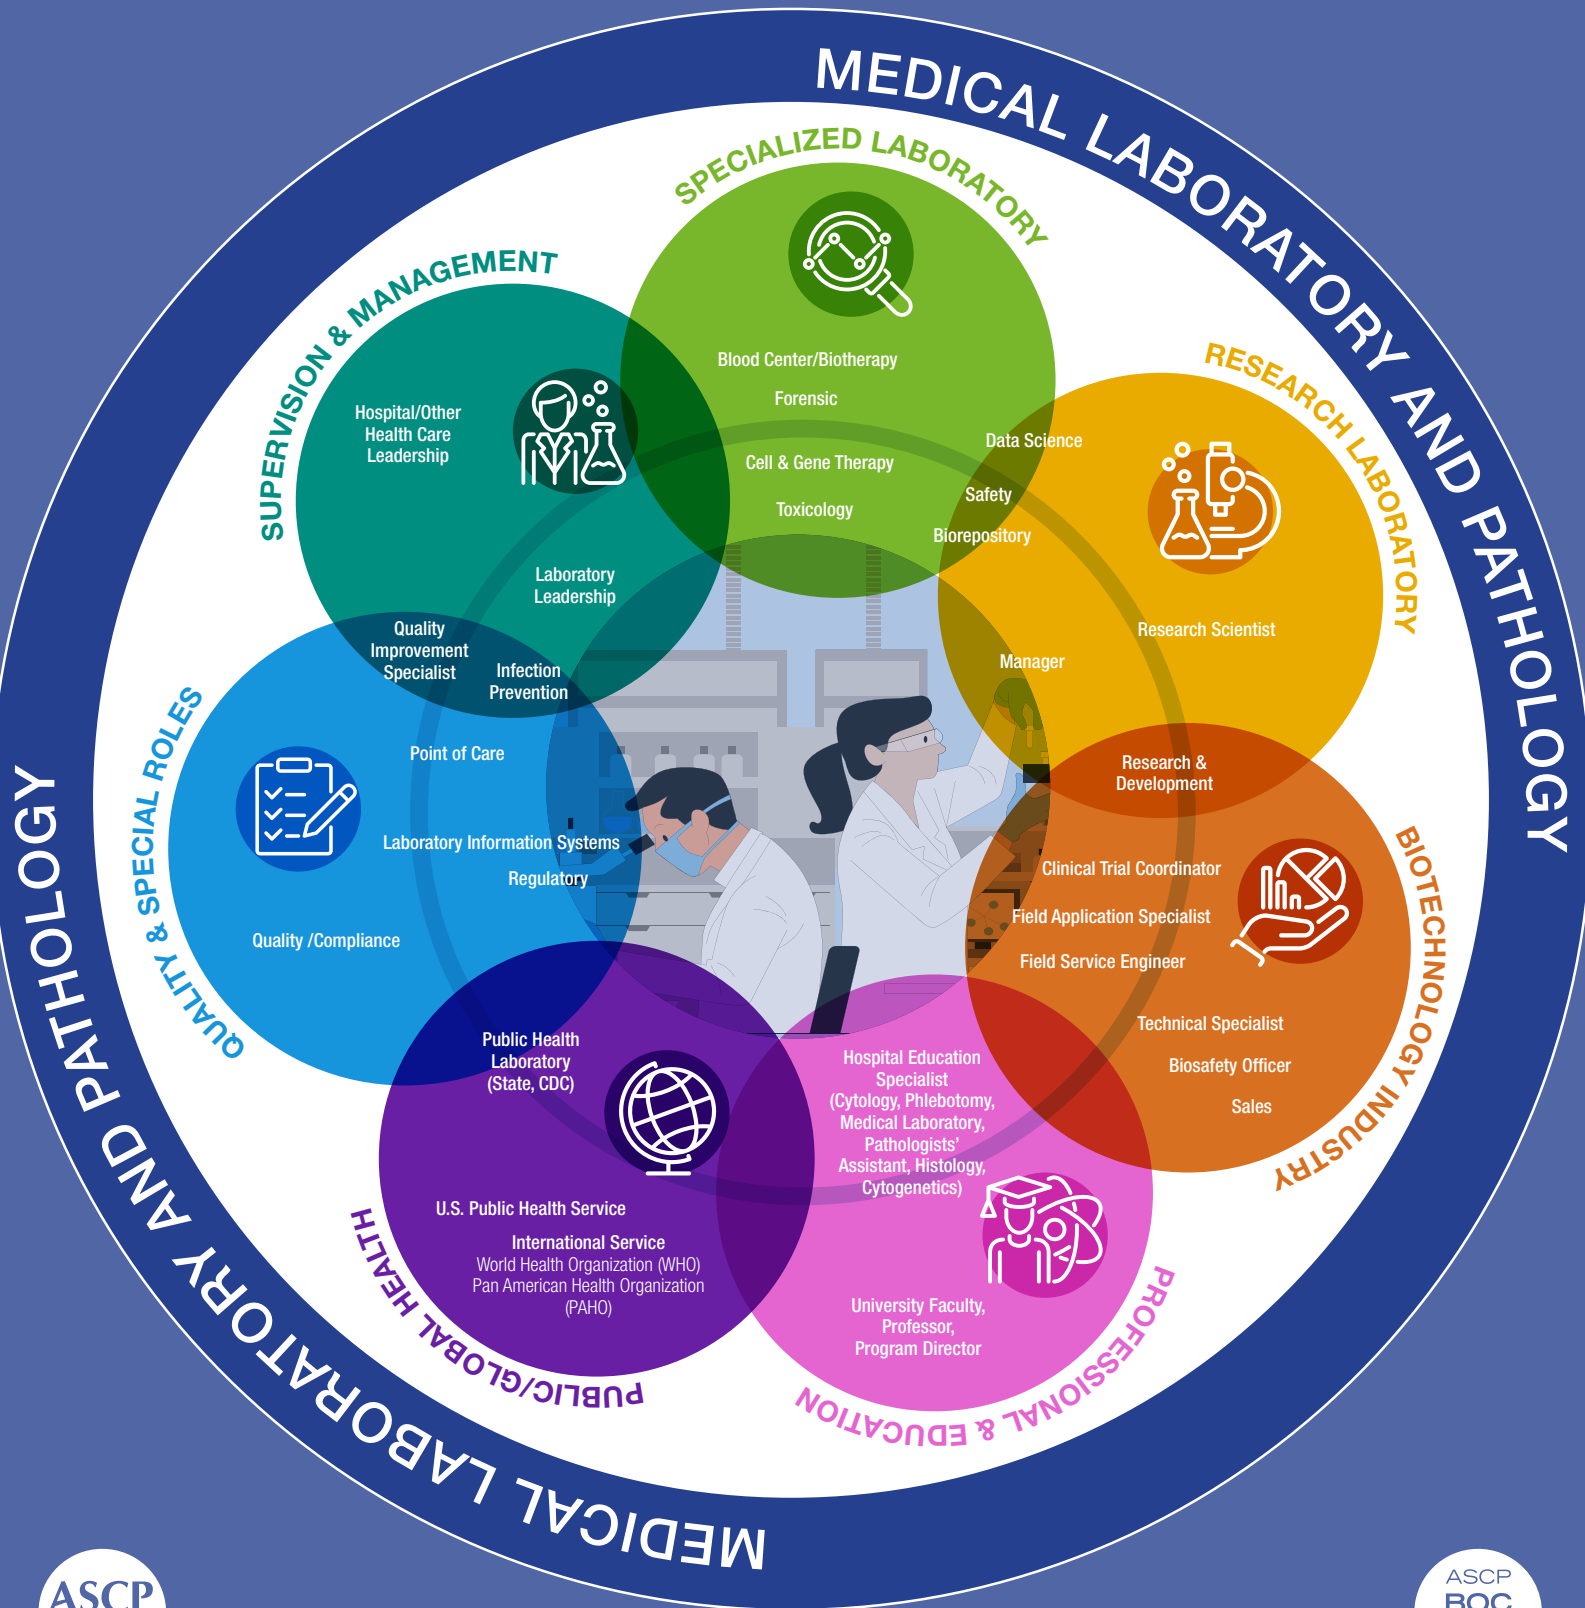 MEDICAL LABORATORY AND PATHOLOGY
SPECIALIZED LABORATORY
Blood Center/Biotherapy
Forensic
Cell & Gene Therapy
Toxicology
Data Science
Safety
Biorepository
RESEARCH LABORATORY
Research Scientist
Manager
Research &
Development
BIOTECHNOLOGY INDUSTRY
Clinical Trial Coordinator
Field Application Specialist
Field Service Engineer
Technical Specialist
Biosafety Officer
Sales
PROFESSIONAL & EDUCATION
Hospital Education
Specialist
(Cytology, Phlebotomy,
Medical Laboratory,
Pathologists’
Assistant, Histology,
Cytogenetics)
University Faculty,
Professor,
Program Director
PUBLIC/GLOBAL HEALTH
Public Health
Laboratory
(State, CDC)
U.S. Public Health Service
International Service
World Health Organization (WHO)
Pan American Health Organization
(PAHO)
QUALITY & SPECIAL ROLES
Point of Care
Laboratory Information Systems
Regulatory
Quality /Compliance
Quality
Improvement
Specialist
Infection
Prevention
SUPERVISION & MANAGEMENT
Hospital/Other
Health Care
Leadership
Laboratory
Leadership
MEDICAL LABORATORY AND PATHOLOGY
ASCP
ASCP
BOC